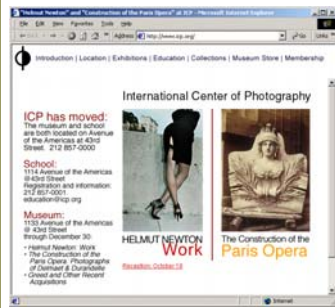 "Helmut Newton" and "Construction of the Paris Opera" at ICP - Microsoft Internet Explorer
File Edit View Favorites Tools Help
Address http://www.icp.org/
Go Links
Introduction | Location | Exhibitions | Education | Collections | Museum Store | Membership
International Center of Photography
ICP has moved:
The museum and school
are both located on Avenue
of the Americas at 43rd
Street. 212 857-0000
School:
1114 Avenue of the Americas
@43rd Street
Registration and information:
212 857-0001
education@icp.org
Museum:
1133 Avenue of the Americas
@ 43rd Street
through December 30:
• Helmut Newton: Work
• The Construction of the
Paris Opera: Photographs
of Delmaet & Durandelle
• Greed and Other Recent
Acquisitions
HELMUT NEWTON
Work
Reception: October 18
The Construction of the
Paris Opera
Internet